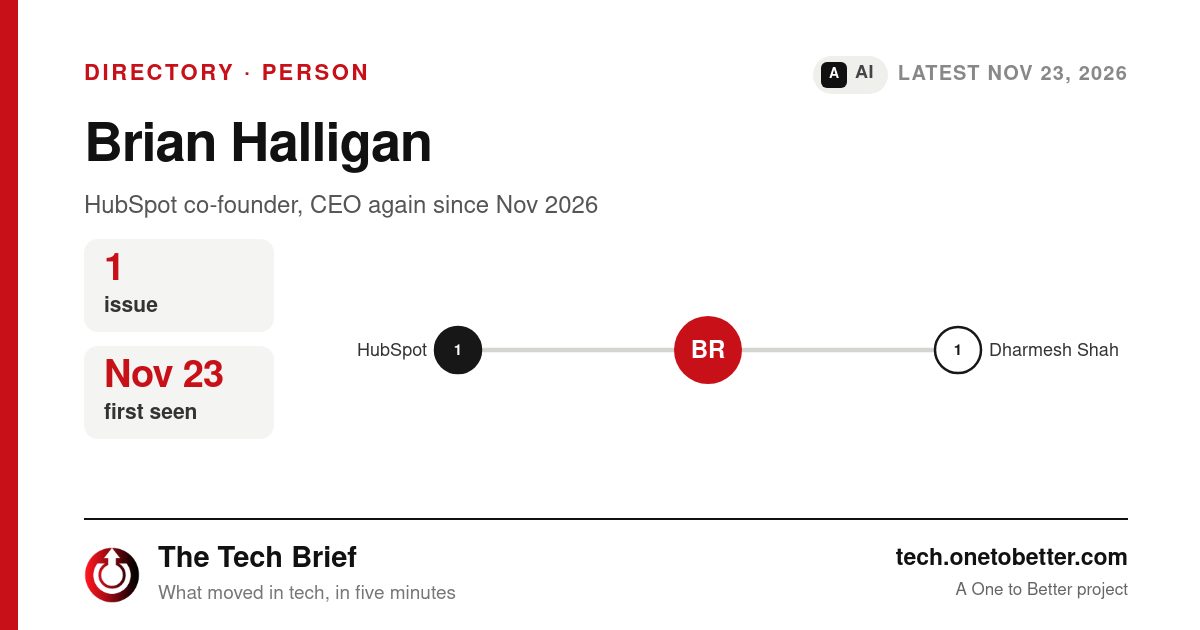 DIRECTORY · PERSON
A AI LATEST NOV 23, 2026
Brian Halligan
HubSpot co-founder, CEO again since Nov 2026
1
issue
Nov 23
first seen
HubSpot 1 BR 1 Dharmesh Shah
The Tech Brief
What moved in tech, in five minutes
tech.onetobetter.com
A One to Better project